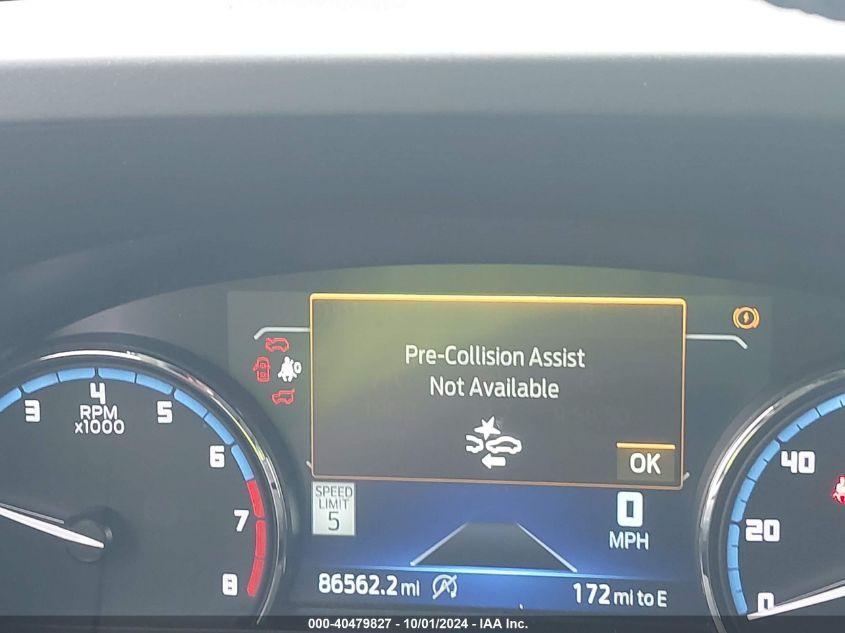 Pre-Collision Assist
Not Available
OK
3
4
5
6
7
8
RPM
x1000
SPEED
LIMIT
5
0
MPH
40
20
0
86562.2 mi
172 mi to E
000-40479827 - 10/01/2024 - IAA Inc.